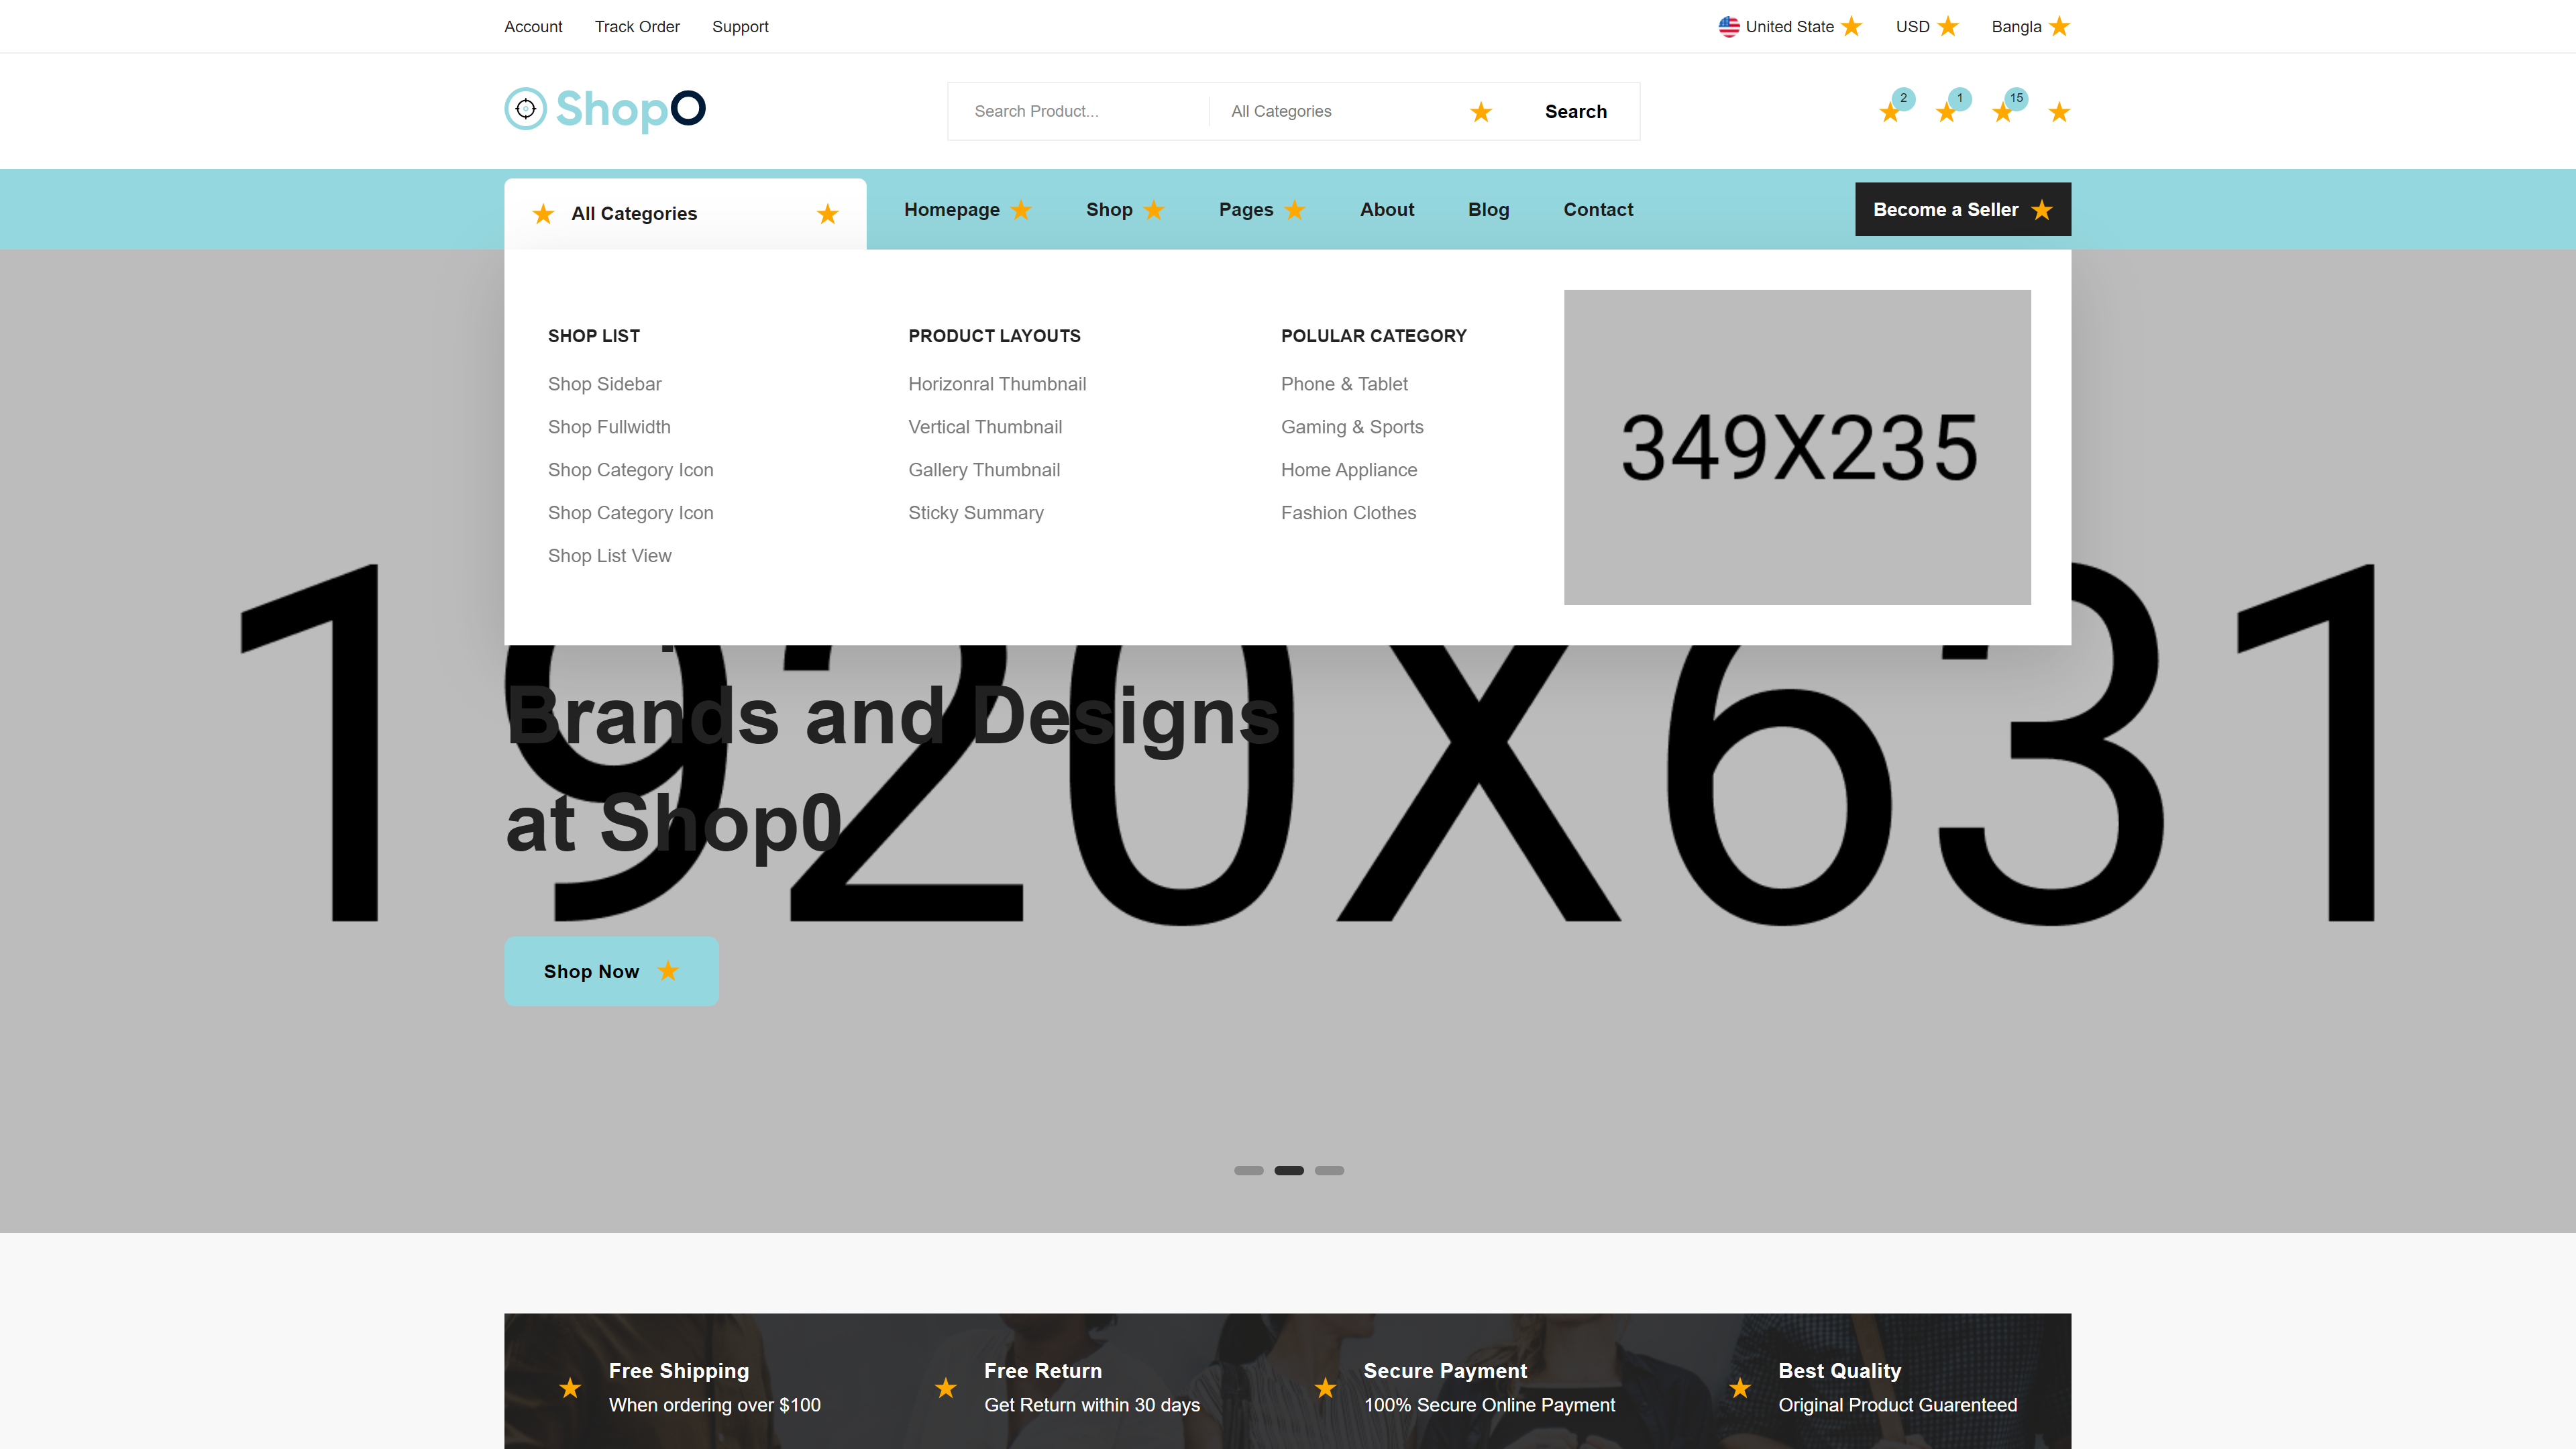 Account Track Order Support United State USD Bangla
ShopO Search Product... All Categories Search 2 1 15
All Categories Homepage Shop Pages About Blog Contact Become a Seller
SHOP LIST PRODUCT LAYOUTS POLULAR CATEGORY
Shop Sidebar Horizonral Thumbnail Phone & Tablet
Shop Fullwidth Vertical Thumbnail Gaming & Sports
Shop Category Icon Gallery Thumbnail Home Appliance
Shop Category Icon Sticky Summary Fashion Clothes
Shop List View
349X235
1920X631
Brands and Designs
at Shop0
Shop Now
Free Shipping Free Return Secure Payment Best Quality
When ordering over $100 Get Return within 30 days 100% Secure Online Payment Original Product Guarenteed